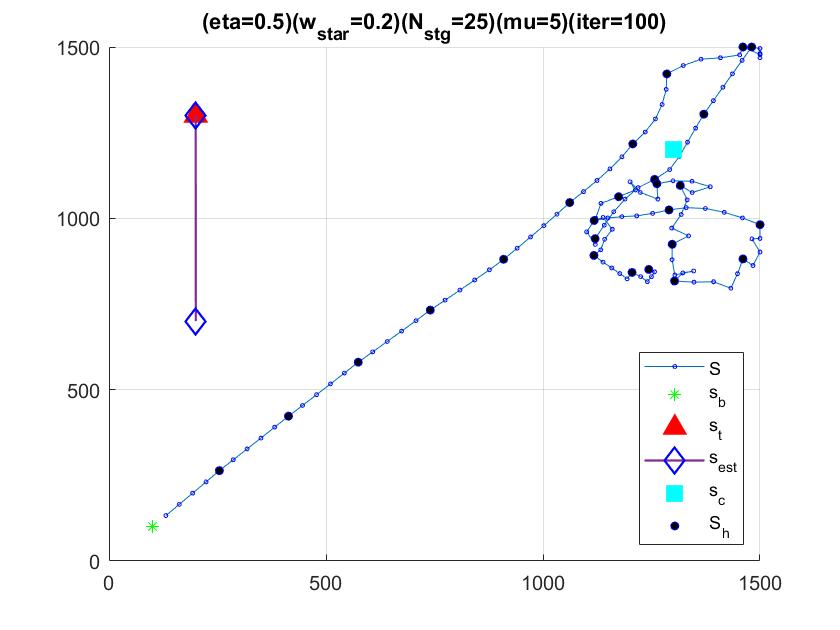 (eta=0.5)(w_star=0.2)(N_stg=25)(mu=5)(iter=100)
1500
1000
500
0
0 500 1000 1500
S
s_b
s_t
s_est
s_c
S_h